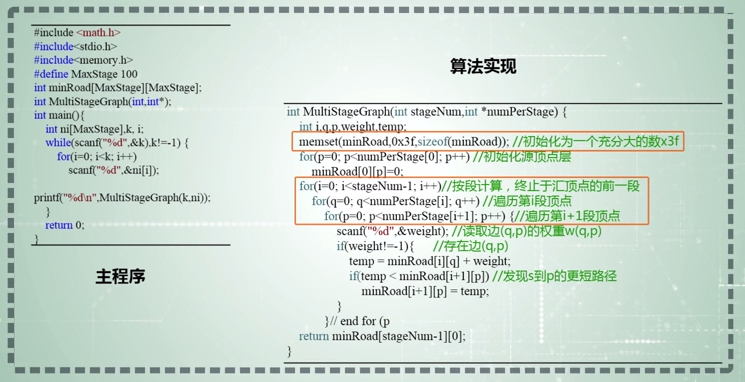 #include <math.h>
#include<stdio.h>
#include<memory.h>
#define MaxStage 100
int minRoad[MaxStage][MaxStage];
int MultiStageGraph(int,int*);
int main(){
int ni[MaxStage],k, i;
while(scanf("%d",&k),k!=-1) {
for(i=0; i<k; i++)
scanf("%d",&ni[i]);
printf("%d\n",MultiStageGraph(k,ni));
}
return 0;
}
主程序
算法实现
int MultiStageGraph(int stageNum,int *numPerStage) {
int i,q,p,weight,temp;
memset(minRoad,0x3f,sizeof(minRoad)); //初始化为一个充分大的数x3f
for(p=0; p<numPerStage[0]; p++) //初始化源顶点层
minRoad[0][p]=0;
for(i=0; i<stageNum-1; i++)//按段计算，终止于汇顶点的前一段
for(q=0; q<numPerStage[i]; q++) //遍历第i段顶点
for(p=0; p<numPerStage[i+1]; p++) {//遍历第i+1段顶点
scanf("%d",&weight); //读取边(q,p)的权重w(q,p)
if(weight!=-1){ //存在边(q,p)
temp = minRoad[i][q] + weight;
if(temp < minRoad[i+1][p]) //发现s到p的更短路径
minRoad[i+1][p] = temp;
}
}// end for (p
return minRoad[stageNum-1][0];
}